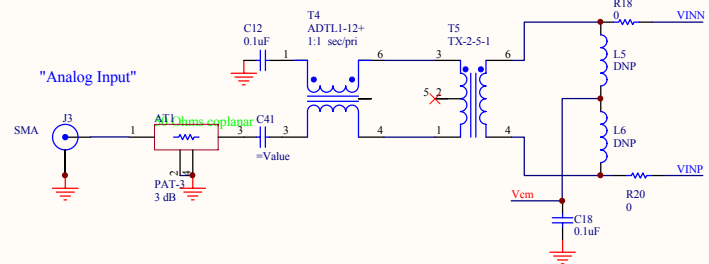 R18
0
VINN
C12
0.1uF
T4
ADTL1-12+
1:1 sec/pri
T5
TX-2-5-1
1
6
3
6
L5
DNP
"Analog Input"
5
2
J3
SMA
1
AT1
Ohms coplanar
3
C41
=Value
3
4
1
4
L6
DNP
2
4
PAT-3
3 dB
VINP
R20
0
Vcm
C18
0.1uF